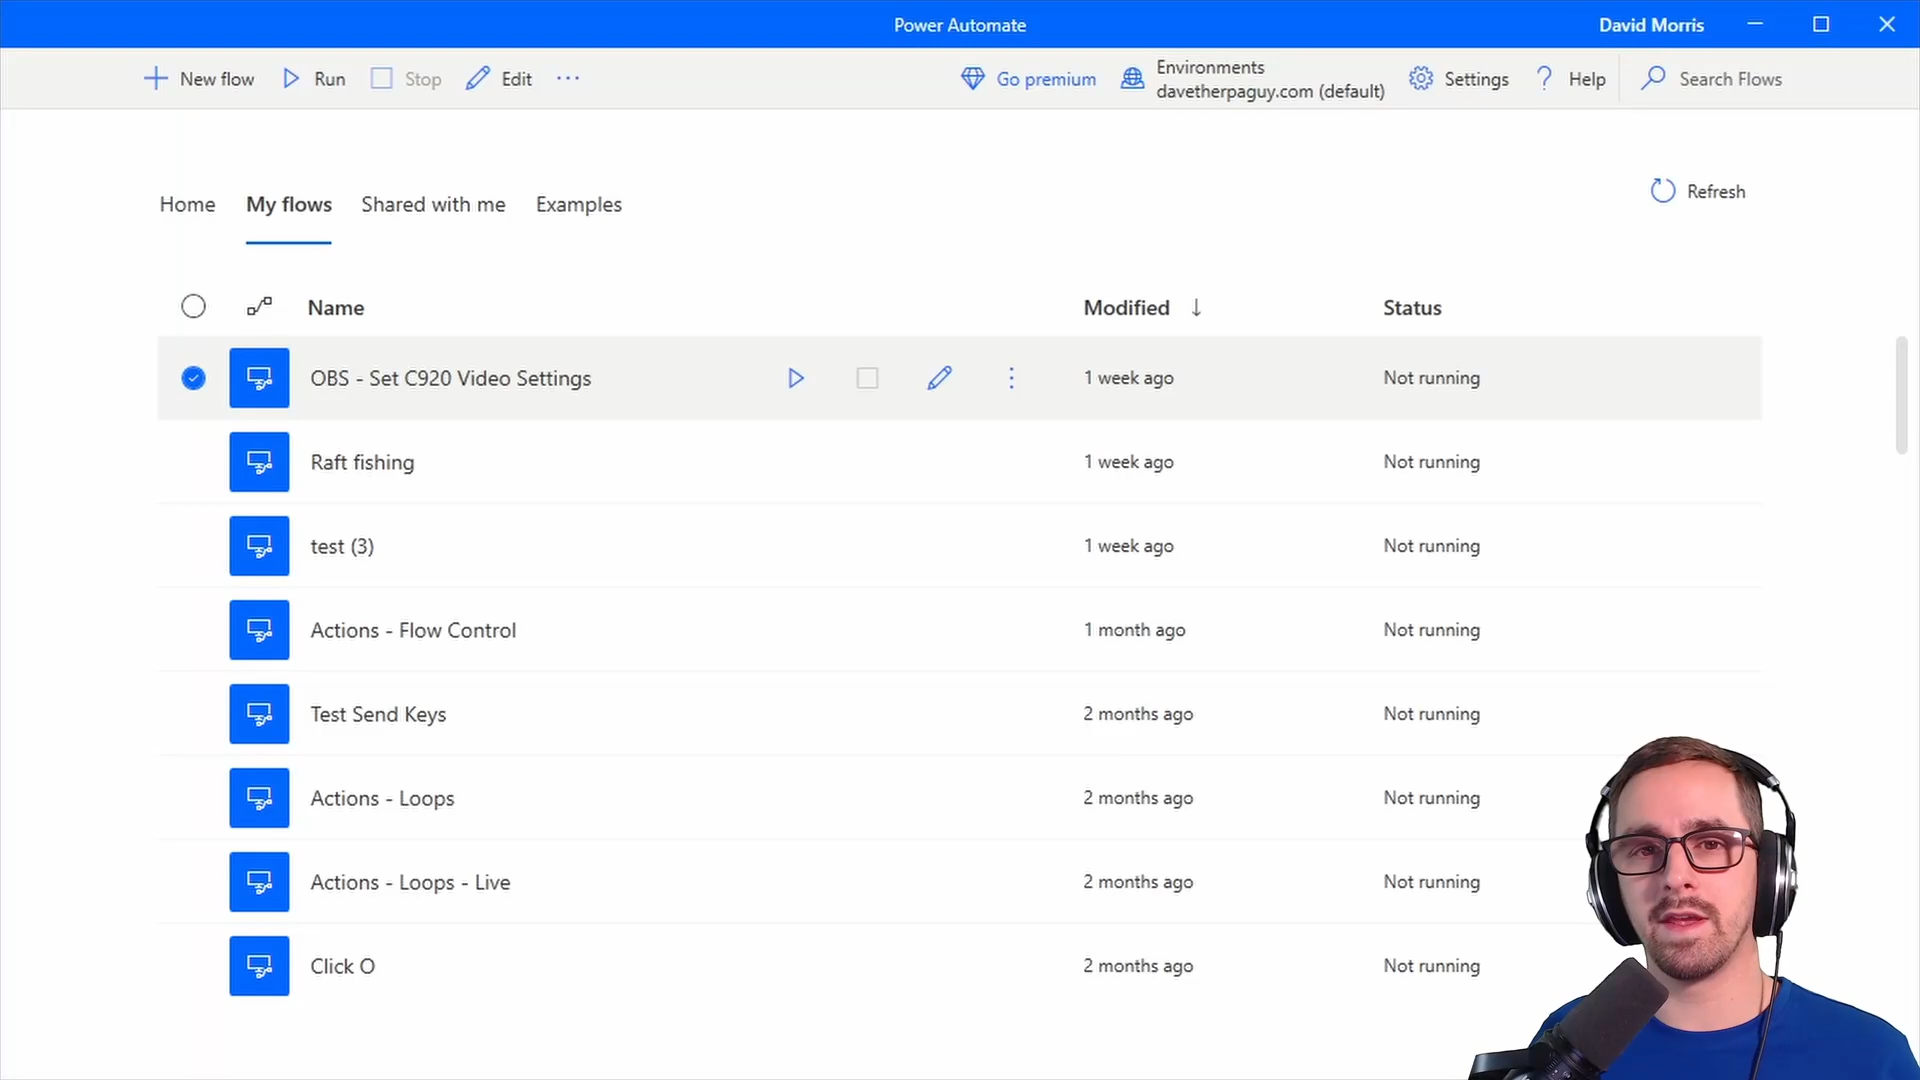 Power Automate
David Morris
New flow
Run
Stop
Edit
Go premium
Environments
davetherpaguy.com (default)
Settings
Help
Search Flows
Home
My flows
Shared with me
Examples
Refresh
Name
Modified
Status
OBS - Set C920 Video Settings
1 week ago
Not running
Raft fishing
1 week ago
Not running
test (3)
1 week ago
Not running
Actions - Flow Control
1 month ago
Not running
Test Send Keys
2 months ago
Not running
Actions - Loops
2 months ago
Not running
Actions - Loops - Live
2 months ago
Not running
Click O
2 months ago
Not running